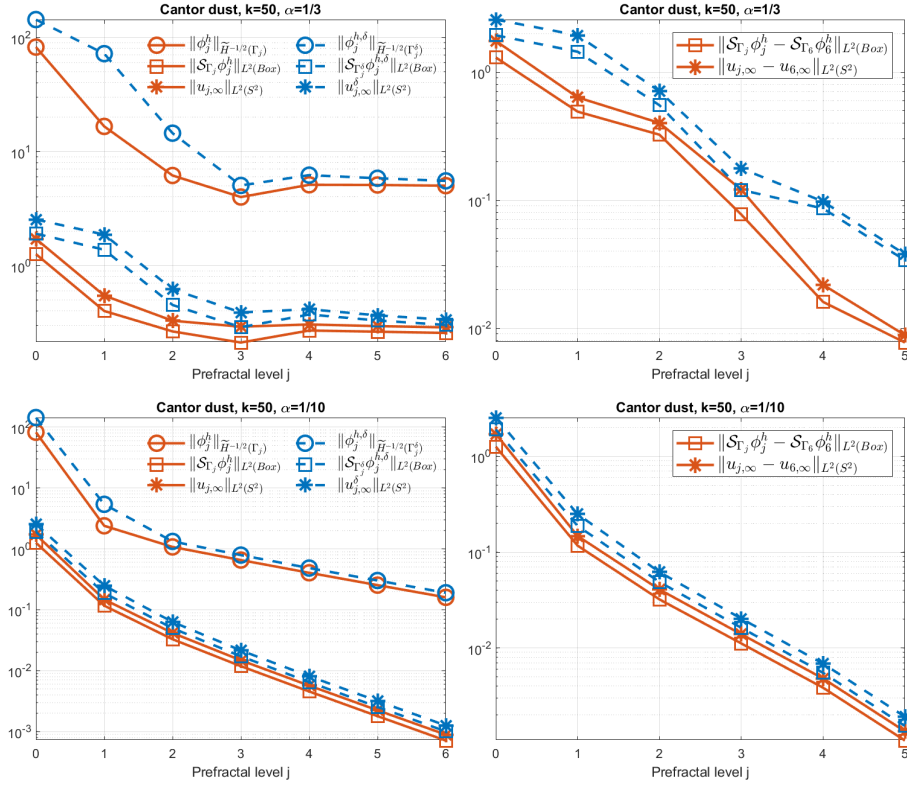 Cantor dust, k=50, α=1/3
10^2
10^1
10^0
‖ϕ_j^h‖_{H̃^{-1/2}(Γ_j)}
‖ϕ_j^{h,δ}‖_{H̃^{-1/2}(Γ_j^δ)}
‖𝒮_{Γ_j}ϕ_j^h‖_{L^2(Box)}
‖𝒮_{Γ_j^δ}ϕ_j^{h,δ}‖_{L^2(Box)}
‖u_{j,∞}‖_{L^2(S^2)}
‖u_{j,∞}^δ‖_{L^2(S^2)}
0 1 2 3 4 5 6
Prefractal level j
Cantor dust, k=50, α=1/3
10^0
10^{-1}
10^{-2}
‖𝒮_{Γ_j}ϕ_j^h − 𝒮_{Γ_6}ϕ_6^h‖_{L^2(Box)}
‖u_{j,∞} − u_{6,∞}‖_{L^2(S^2)}
0 1 2 3 4 5
Prefractal level j
Cantor dust, k=50, α=1/10
10^2
10^1
10^0
10^{-1}
10^{-2}
10^{-3}
‖ϕ_j^h‖_{H̃^{-1/2}(Γ_j)}
‖ϕ_j^{h,δ}‖_{H̃^{-1/2}(Γ_j^δ)}
‖𝒮_{Γ_j}ϕ_j^h‖_{L^2(Box)}
‖𝒮_{Γ_j^δ}ϕ_j^{h,δ}‖_{L^2(Box)}
‖u_{j,∞}‖_{L^2(S^2)}
‖u_{j,∞}^δ‖_{L^2(S^2)}
0 1 2 3 4 5 6
Prefractal level j
Cantor dust, k=50, α=1/10
10^0
10^{-1}
10^{-2}
‖𝒮_{Γ_j}ϕ_j^h − 𝒮_{Γ_6}ϕ_6^h‖_{L^2(Box)}
‖u_{j,∞} − u_{6,∞}‖_{L^2(S^2)}
0 1 2 3 4 5
Prefractal level j